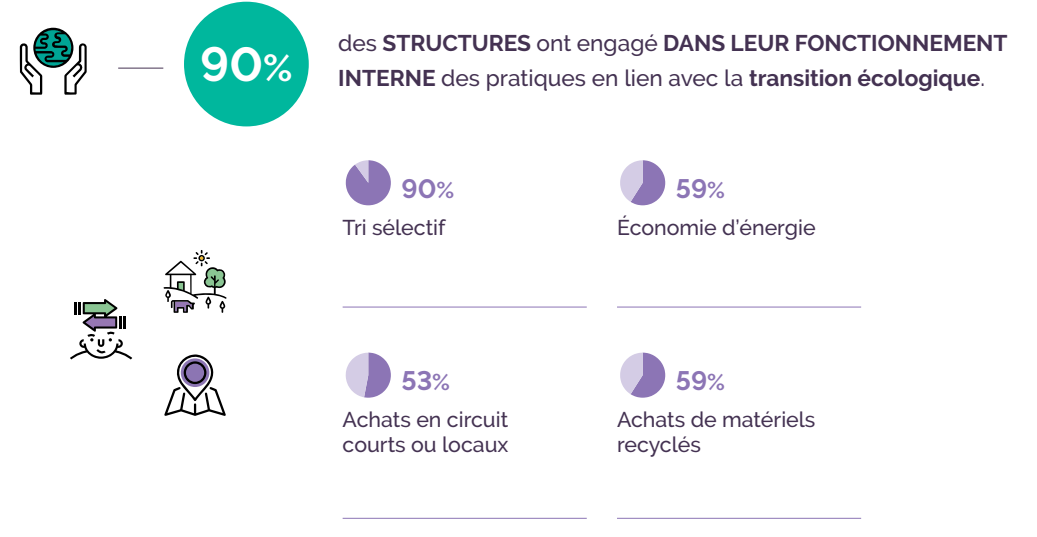 90%
des STRUCTURES ont engagé DANS LEUR FONCTIONNEMENT
INTERNE des pratiques en lien avec la transition écologique.
90%
Tri sélectif
59%
Économie d'énergie
53%
Achats en circuit
courts ou locaux
59%
Achats de matériels
recyclés